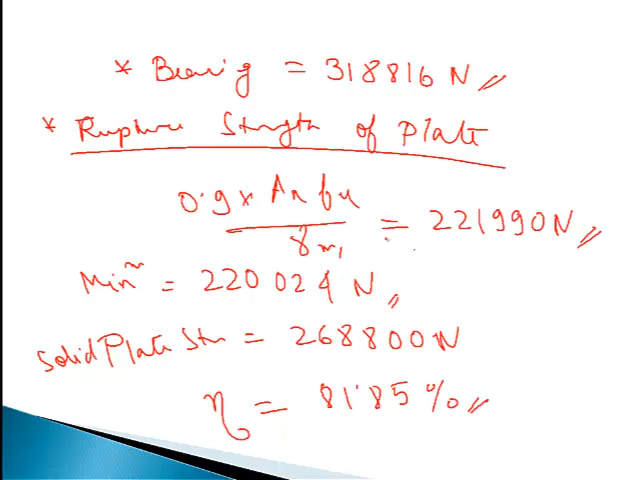 * Bearing = 318816 N
* Rupture Strength of Plate
0.9 x An fu
γm1
= 221990 N
Minm = 220024 N
Solid Plate Str = 268800 N
η = 81.85 %